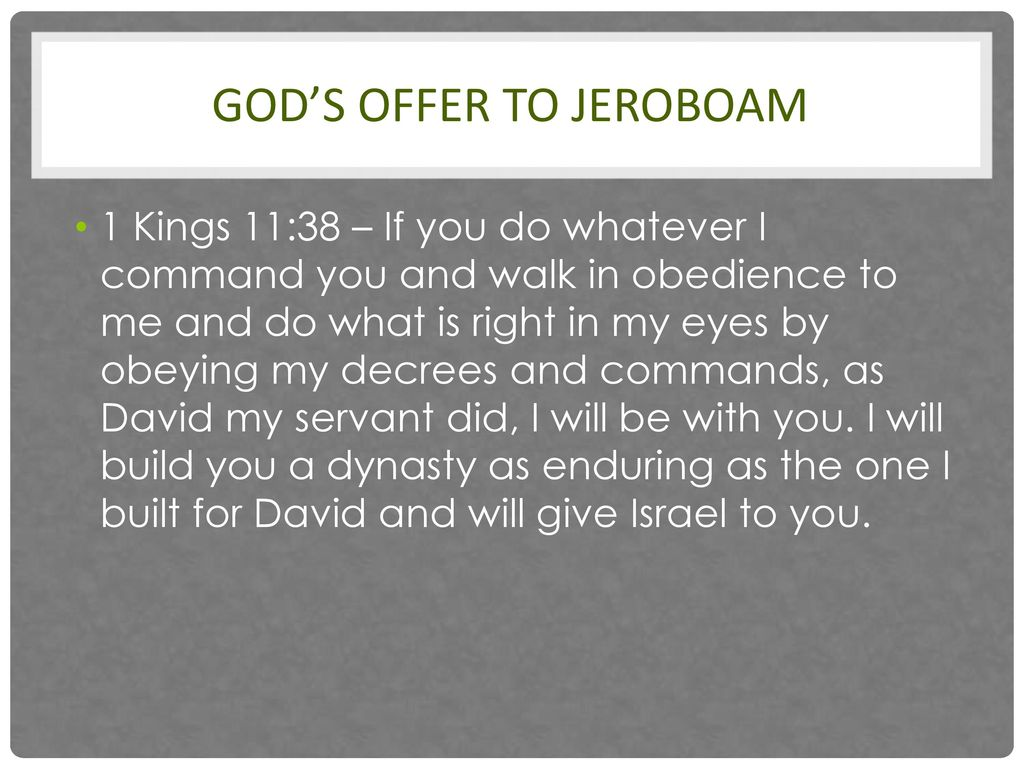 GOD’S OFFER TO JEROBOAM
• 1 Kings 11:38 – If you do whatever I
command you and walk in obedience to
me and do what is right in my eyes by
obeying my decrees and commands, as
David my servant did, I will be with you. I will
build you a dynasty as enduring as the one I
built for David and will give Israel to you.